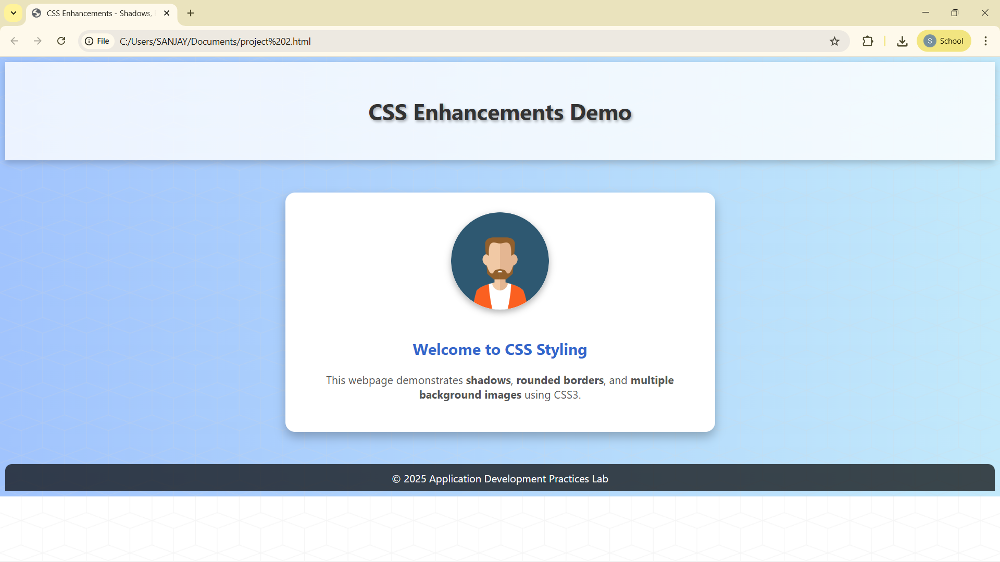 CSS Enhancements - Shadows,
File
C:/Users/SANJAY/Documents/project%202.html
S
School
CSS Enhancements Demo
Welcome to CSS Styling
This webpage demonstrates shadows, rounded borders, and multiple
background images using CSS3.
© 2025 Application Development Practices Lab